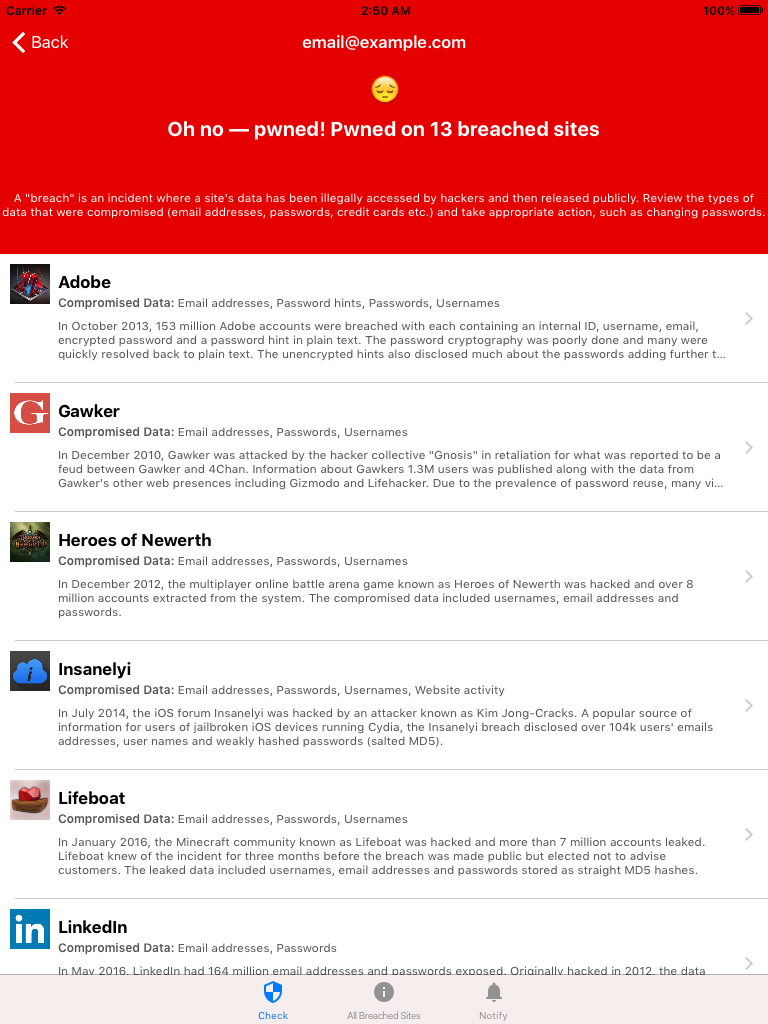 Carrier 2:50 AM 100%
Back email@example.com
Oh no — pwned! Pwned on 13 breached sites
A "breach" is an incident where a site's data has been illegally accessed by hackers and then released publicly. Review the types of
data that were compromised (email addresses, passwords, credit cards etc.) and take appropriate action, such as changing passwords.
Adobe
Compromised Data: Email addresses, Password hints, Passwords, Usernames
In October 2013, 153 million Adobe accounts were breached with each containing an internal ID, username, email,
encrypted password and a password hint in plain text. The password cryptography was poorly done and many were
quickly resolved back to plain text. The unencrypted hints also disclosed much about the passwords adding further t...
G
Gawker
Compromised Data: Email addresses, Passwords, Usernames
In December 2010, Gawker was attacked by the hacker collective "Gnosis" in retaliation for what was reported to be a
feud between Gawker and 4Chan. Information about Gawkers 1.3M users was published along with the data from
Gawker's other web presences including Gizmodo and Lifehacker. Due to the prevalence of password reuse, many vi...
Heroes of Newerth
Compromised Data: Email addresses, Passwords, Usernames
In December 2012, the multiplayer online battle arena game known as Heroes of Newerth was hacked and over 8
million accounts extracted from the system. The compromised data included usernames, email addresses and
passwords.
i
Insanelyi
Compromised Data: Email addresses, Passwords, Usernames, Website activity
In July 2014, the iOS forum Insanelyi was hacked by an attacker known as Kim Jong-Cracks. A popular source of
information for users of jailbroken iOS devices running Cydia, the Insanelyi breach disclosed over 104k users' emails
addresses, user names and weakly hashed passwords (salted MD5).
Lifeboat
Compromised Data: Email addresses, Passwords, Usernames
In January 2016, the Minecraft community known as Lifeboat was hacked and more than 7 million accounts leaked.
Lifeboat knew of the incident for three months before the breach was made public but elected not to advise
customers. The leaked data included usernames, email addresses and passwords stored as straight MD5 hashes.
in
LinkedIn
Compromised Data: Email addresses, Passwords
In May 2016, LinkedIn had 164 million email addresses and passwords exposed. Originally hacked in 2012, the data
Check All Breached Sites Notify